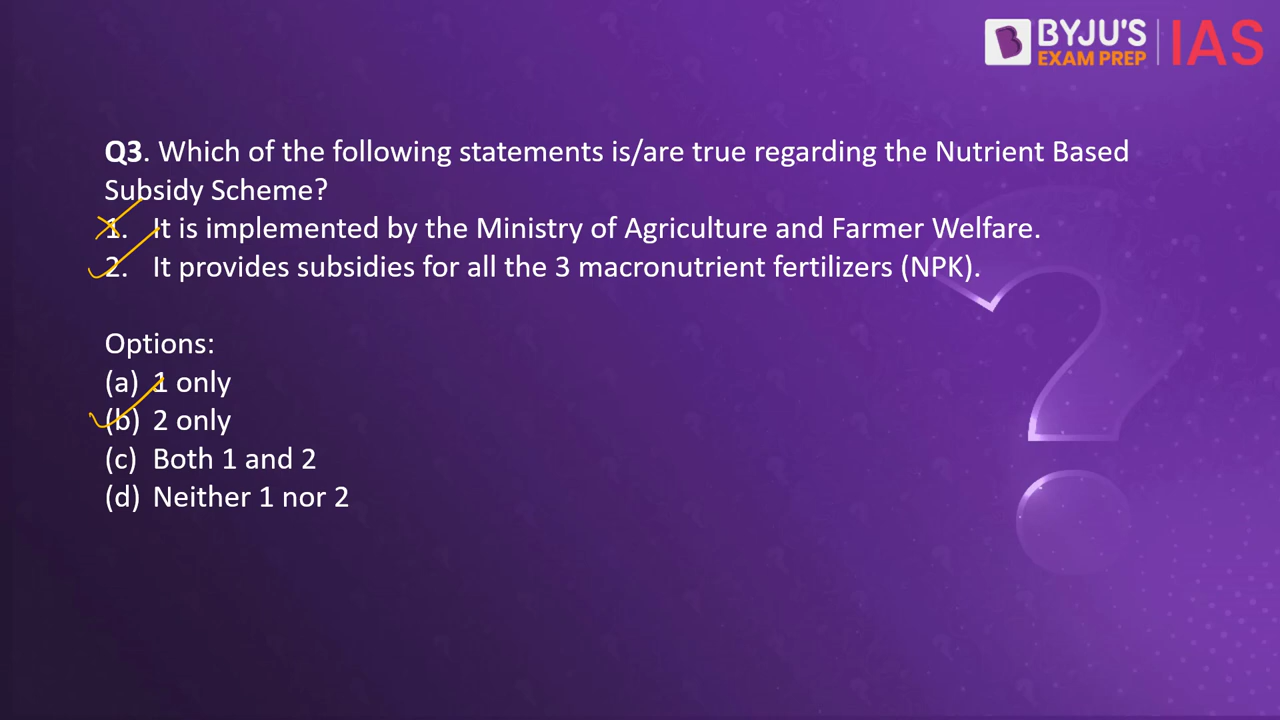 BYJU'S IAS
EXAM PREP
Q3. Which of the following statements is/are true regarding the Nutrient Based
Subsidy Scheme?
1. It is implemented by the Ministry of Agriculture and Farmer Welfare.
2. It provides subsidies for all the 3 macronutrient fertilizers (NPK).
Options:
(a) 1 only
(b) 2 only
(c) Both 1 and 2
(d) Neither 1 nor 2